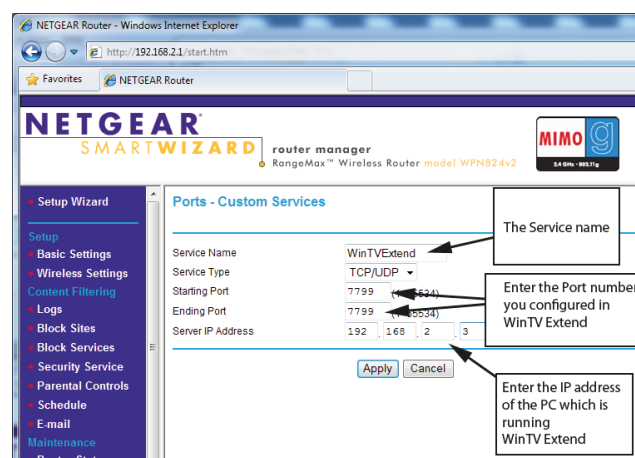 NETGEAR Router - Windows Internet Explorer
http://192.168.2.1/start.htm
Favorites
NETGEAR Router
NETGEAR
SMARTWIZARD
router manager
RangeMax™ Wireless Router model WPN824v2
MIMO g
2.4 GHz - 802.11g
Setup Wizard
Setup
Basic Settings
Wireless Settings
Content Filtering
Logs
Block Sites
Block Services
Security Service
Parental Controls
Schedule
E-mail
Maintenance
Ports - Custom Services
Service Name
WinTVExtend
Service Type
TCP/UDP
Starting Port
7799
Ending Port
7799
Server IP Address
192 . 168 . 2 . 3
Apply
Cancel
The Service name
Enter the Port number
you configured in
WinTV Extend
Enter the IP address
of the PC which is
running
WinTV Extend